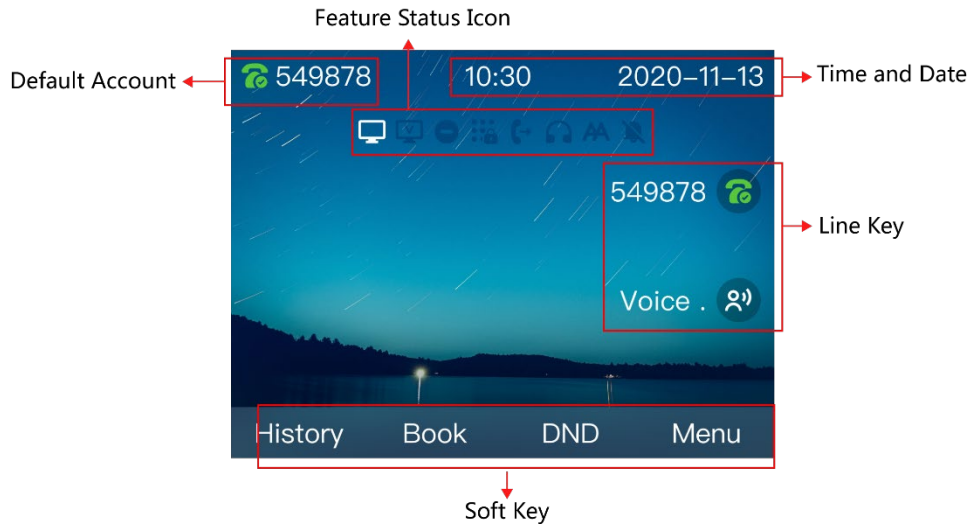 Feature Status Icon
Default Account
549878
10:30
2020-11-13
Time and Date
V
AA
549878
Line Key
Voice .
History
Book
DND
Menu
Soft Key